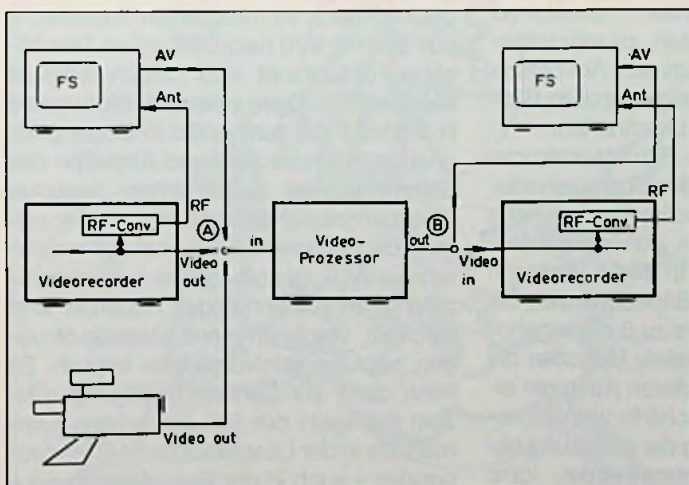 FS
AV
Ant
RF
RF-Conv
Videorecorder
A
Video out
Video out
in
Video-Prozessor
out
B
Video in
FS
AV
Ant
RF
RF-Conv
Videorecorder